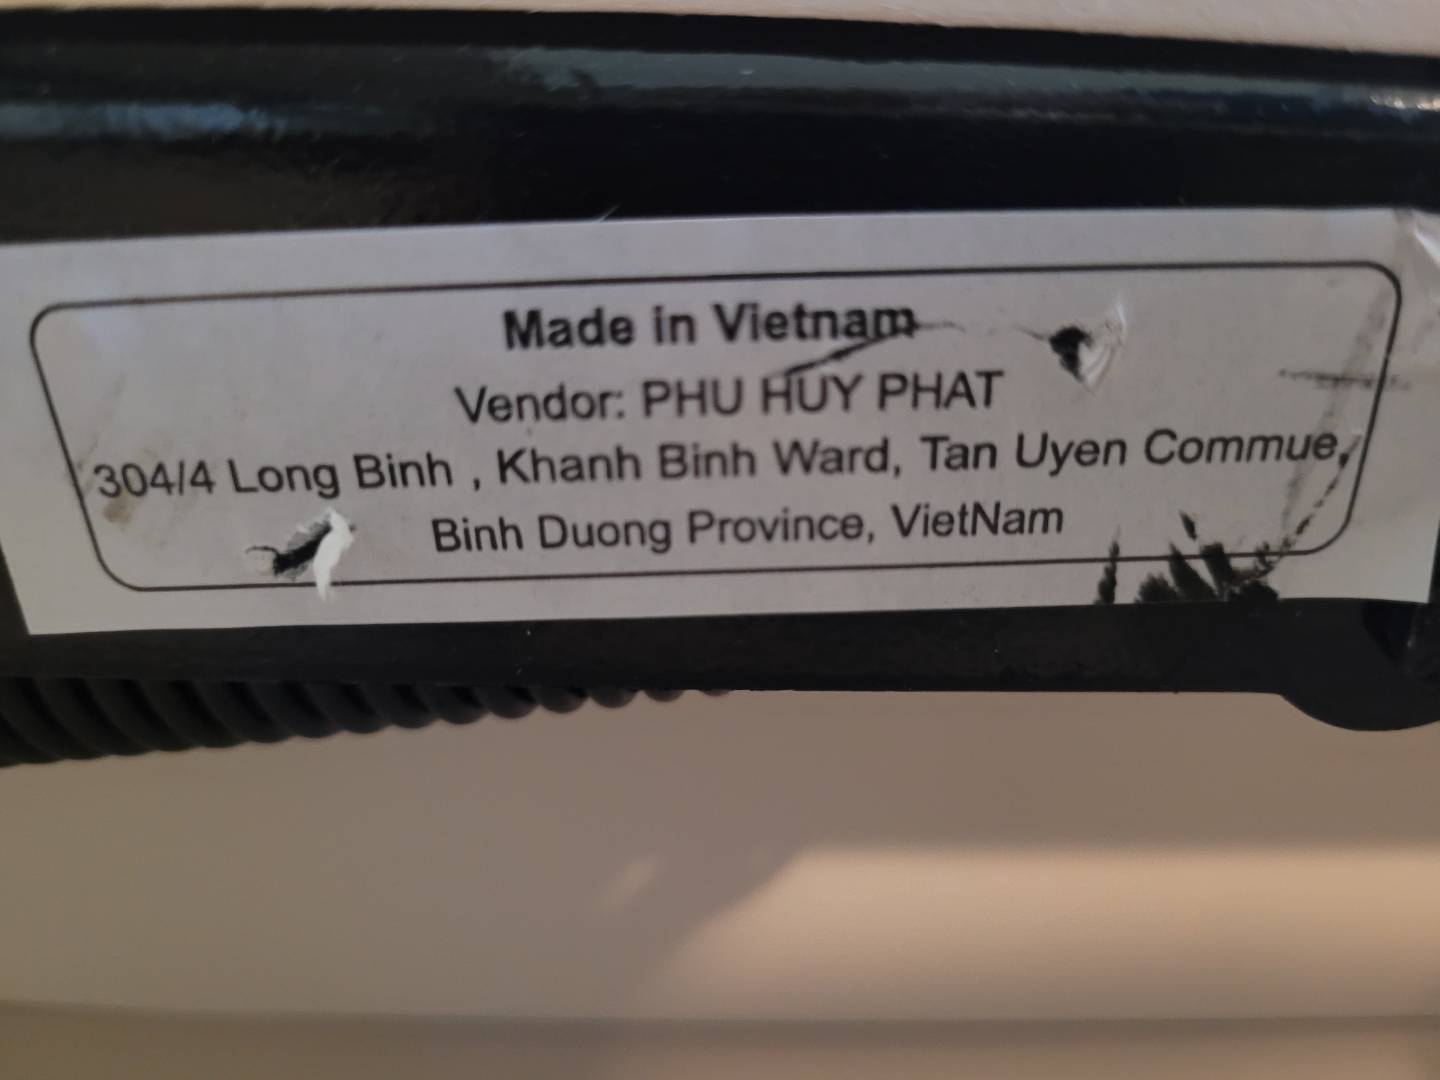 Made in Vietnam
Vendor: PHU HUY PHAT
304/4 Long Binh , Khanh Binh Ward, Tan Uyen Commue,
Binh Duong Province, VietNam